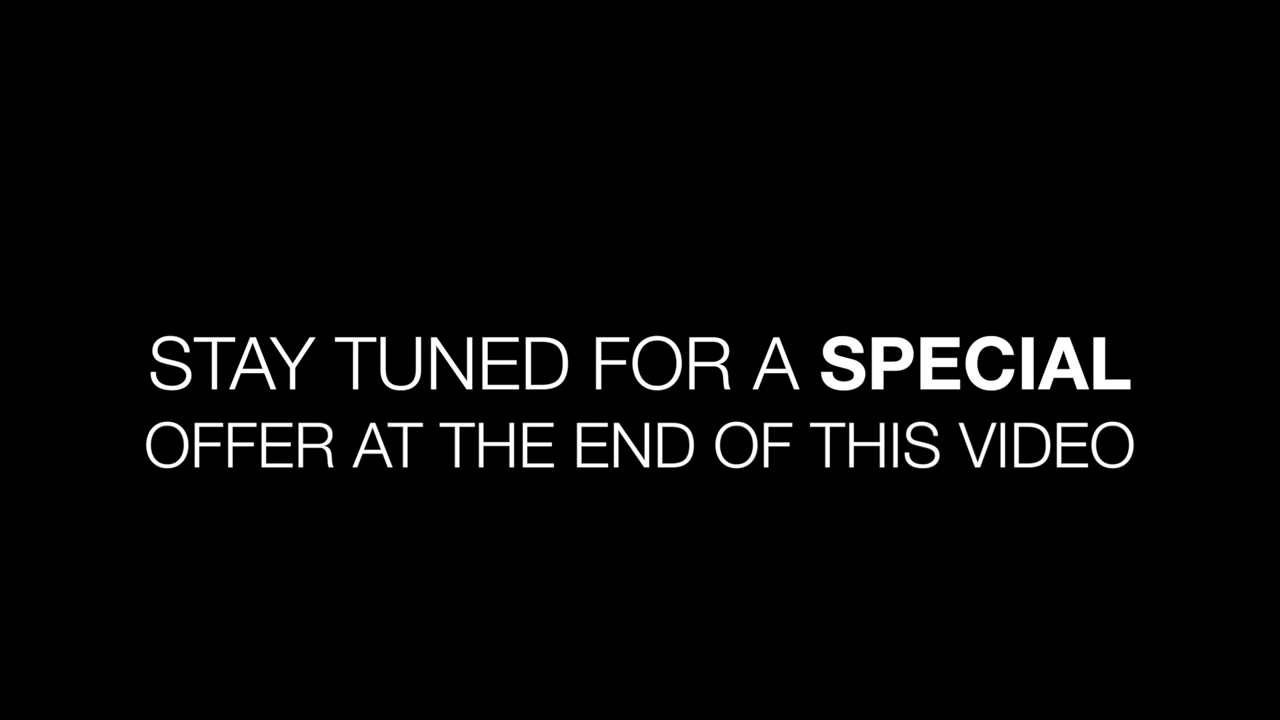 STAY TUNED FOR A SPECIAL
OFFER AT THE END OF THIS VIDEO